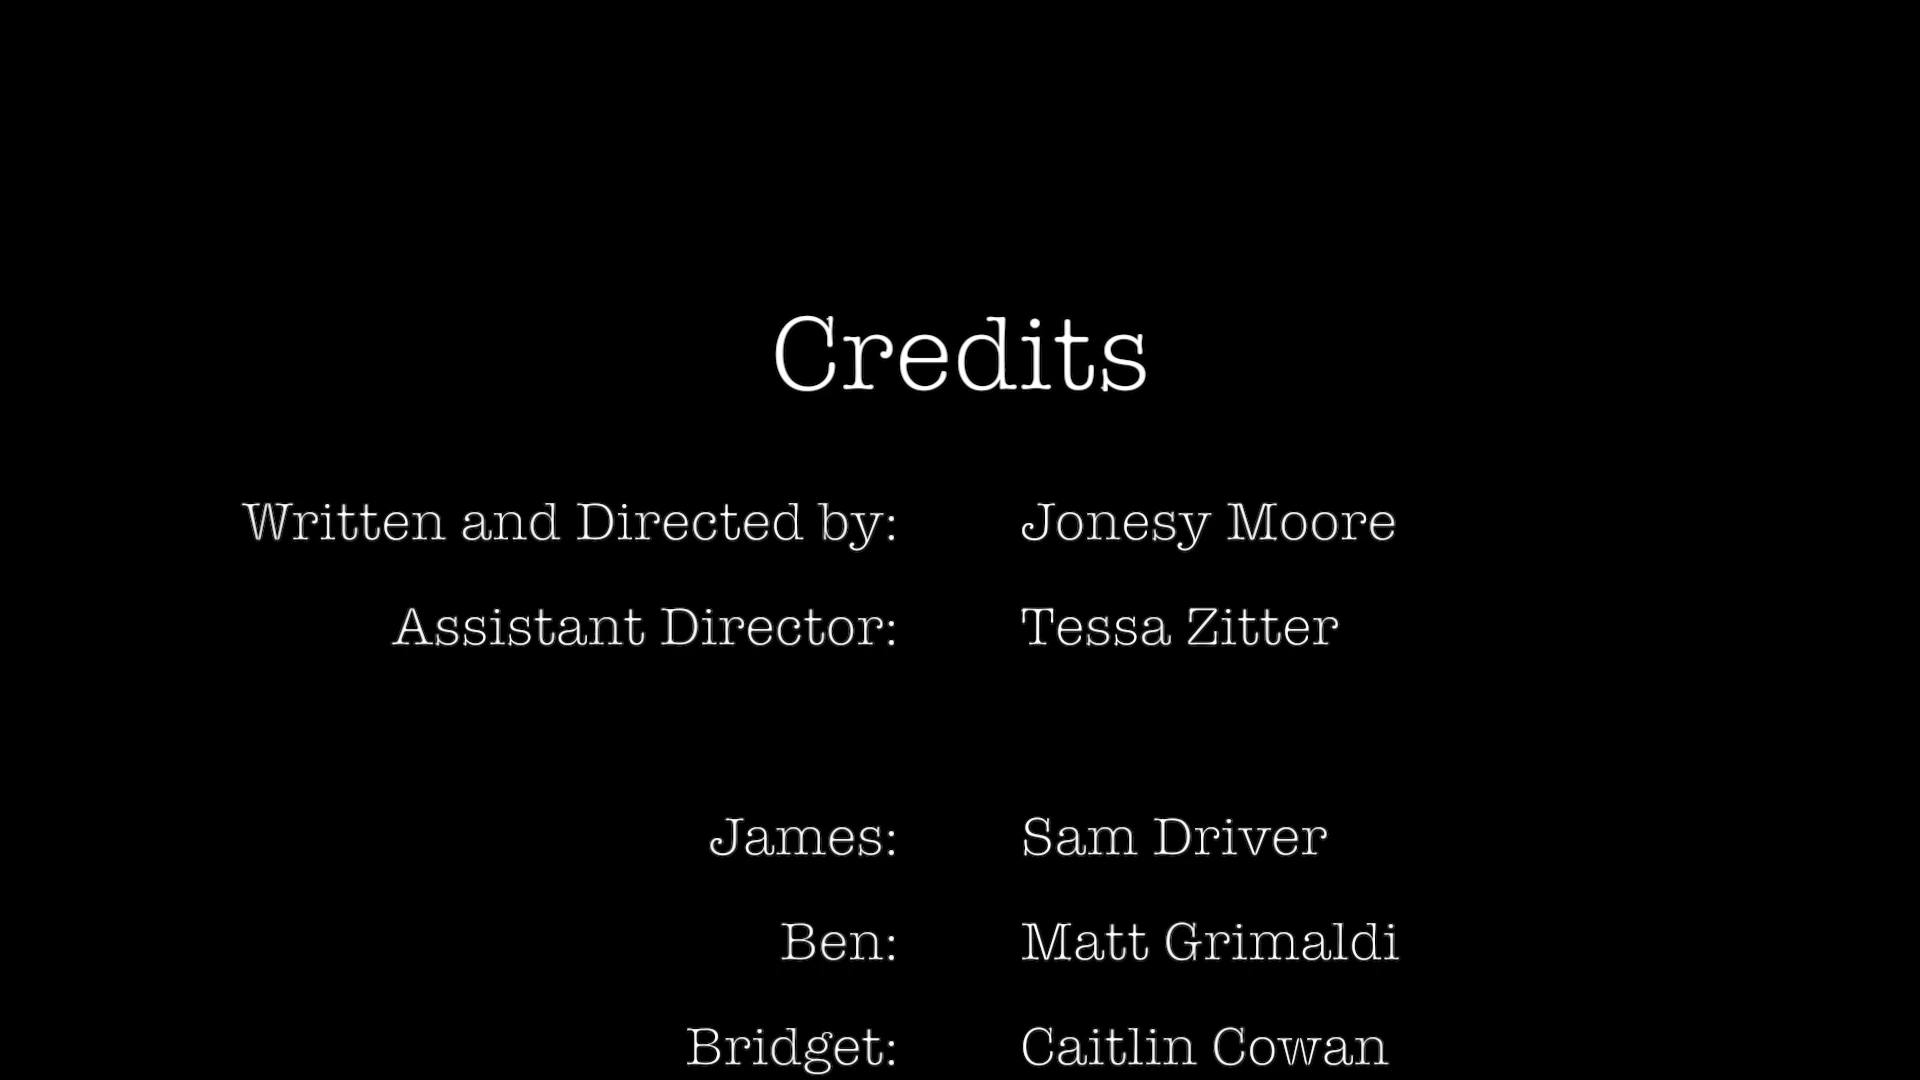 Credits
Written and Directed by: Jonesy Moore
Assistant Director: Tessa Zitter
James: Sam Driver
Ben: Matt Grimaldi
Bridget: Caitlin Cowan